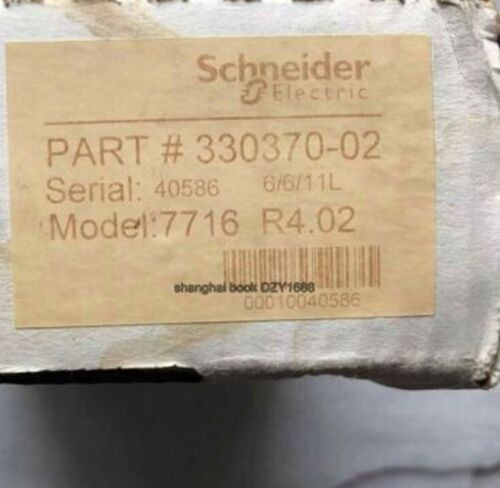 Schneider
Electric
PART # 330370-02
Serial: 40586 6/6/11L
Model:7716 R4.02
shanghai book DZY1688
00010040586